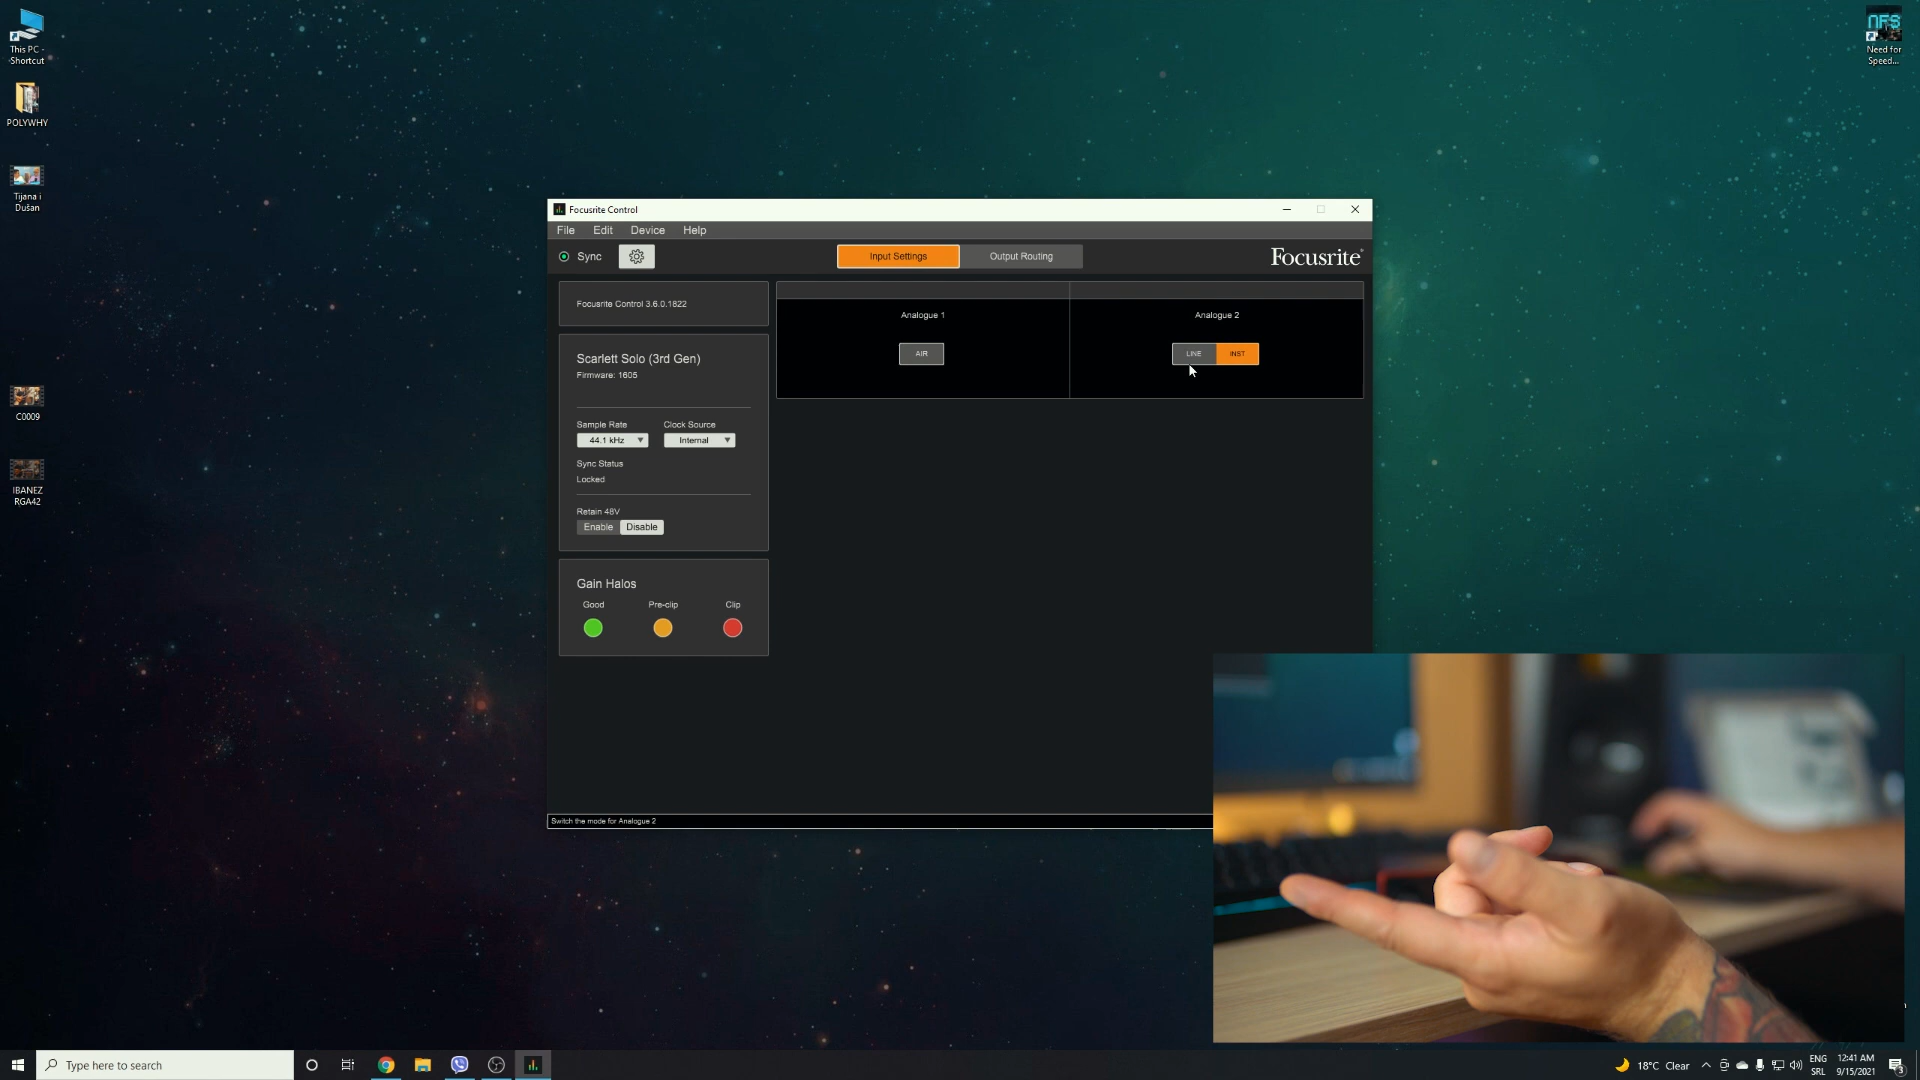 This PC -
Shortcut
POLYWHY
Tijana i
Dušan
C0009
IBANEZ
RGA42
NFS
Need for
Speed...
Focusrite Control
File Edit Device Help
Sync
Input Settings
Output Routing
Focusrite
Focusrite Control 3.6.0.1822
Scarlett Solo (3rd Gen)
Firmware: 1605
Sample Rate Clock Source
44.1 kHz Internal
Sync Status
Locked
Retain 48V
Enable Disable
Gain Halos
Good Pre-clip Clip
Analogue 1
AIR
Analogue 2
LINE INST
Switch the mode for Analogue 2
Type here to search
18°C Clear
ENG
SRL
12:41 AM
9/15/2021
3